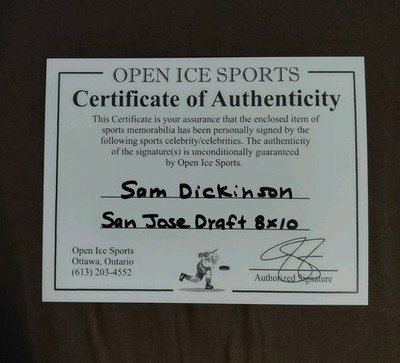 OPEN ICE SPORTS
Certificate of Authenticity
This Certificate is your assurance that the enclosed item of
sports memorabilia has been personally signed by the
following sports celebrity/celebrities. The authenticity
of the signature(s) is unconditionally guaranteed
by Open Ice Sports.
Sam Dickinson
San Jose Draft 8x10
Open Ice Sports
Ottawa, Ontario
(613) 203-4552
Authorized Signature